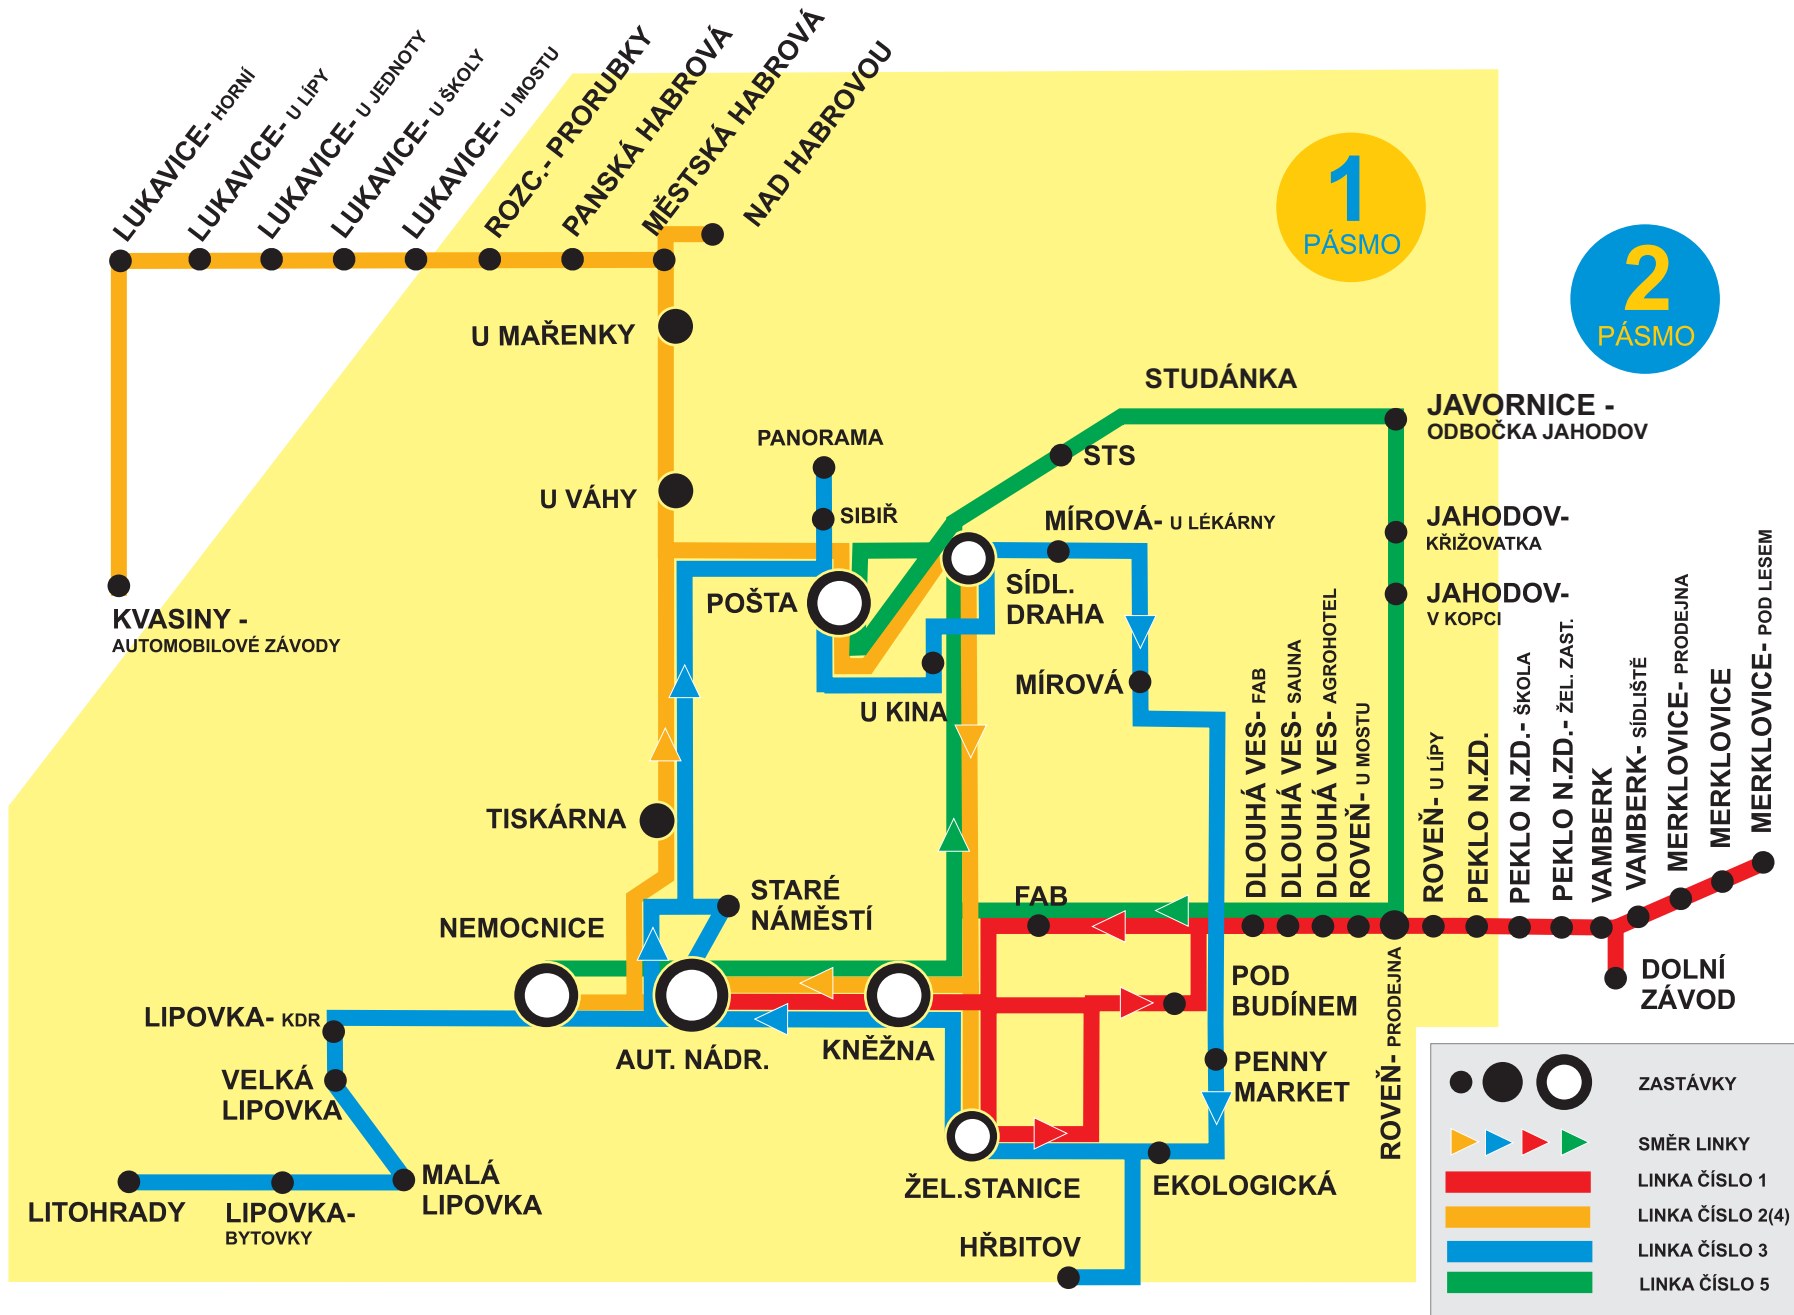 LUKAVICE- HORNÍ
LUKAVICE- U LÍPY
LUKAVICE- U JEDNOTY
LUKAVICE- U ŠKOLY
LUKAVICE- U MOSTU
ROZC.- PRORUBKY
PANSKÁ HABROVÁ
MĚSTSKÁ HABROVÁ
NAD HABROVOU
1
PÁSMO
2
PÁSMO
U MAŘENKY
STUDÁNKA
JAVORNICE -
ODBOČKA JAHODOV
PANORAMA
STS
U VÁHY
SIBIŘ
MÍROVÁ- U LÉKÁRNY
JAHODOV-
KŘIŽOVATKA
KVASINY -
AUTOMOBILOVÉ ZÁVODY
POŠTA
SÍDL.
DRAHA
JAHODOV-
V KOPCI
MÍROVÁ
U KINA
DLOUHÁ VES- FAB
DLOUHÁ VES- SAUNA
DLOUHÁ VES- AGROHOTEL
ROVEŇ- U MOSTU
ROVEŇ- U LÍPY
PEKLO N.ZD.
PEKLO N.ZD.- ŠKOLA
PEKLO N.ZD.- ŽEL. ZAST.
VAMBERK
VAMBERK- SÍDLIŠTĚ
MERKLOVICE- PRODEJNA
MERKLOVICE
MERKLOVICE- POD LESEM
TISKÁRNA
STARÉ
NÁMĚSTÍ
FAB
NEMOCNICE
POD
BUDÍNEM
DOLNÍ
ZÁVOD
LIPOVKA- KDR
AUT. NÁDR.
KNĚŽNA
ROVEŇ- PRODEJNA
VELKÁ
LIPOVKA
PENNY
MARKET
MALÁ
LIPOVKA
ŽEL.STANICE
EKOLOGICKÁ
LITOHRADY
LIPOVKA-
BYTOVKY
HŘBITOV
ZASTÁVKY
SMĚR LINKY
LINKA ČÍSLO 1
LINKA ČÍSLO 2(4)
LINKA ČÍSLO 3
LINKA ČÍSLO 5